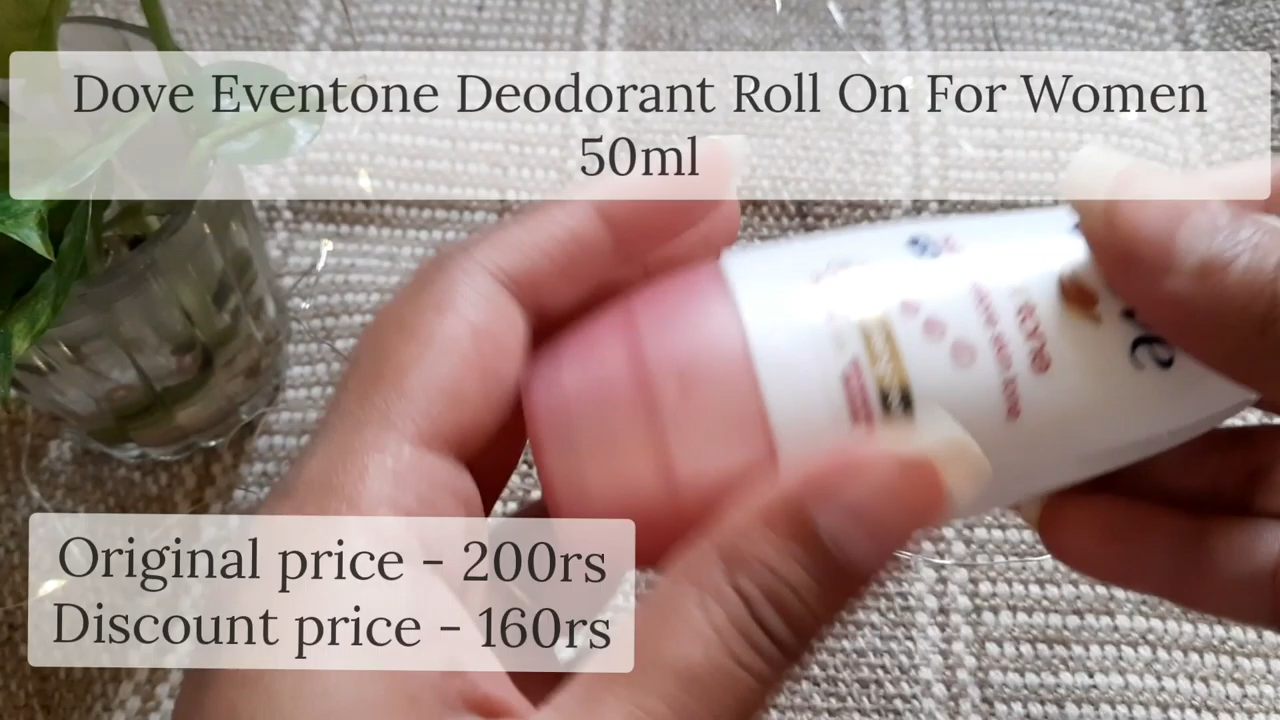 Dove Eventone Deodorant Roll On For Women
50ml
Original price - 200rs
Discount price - 160rs